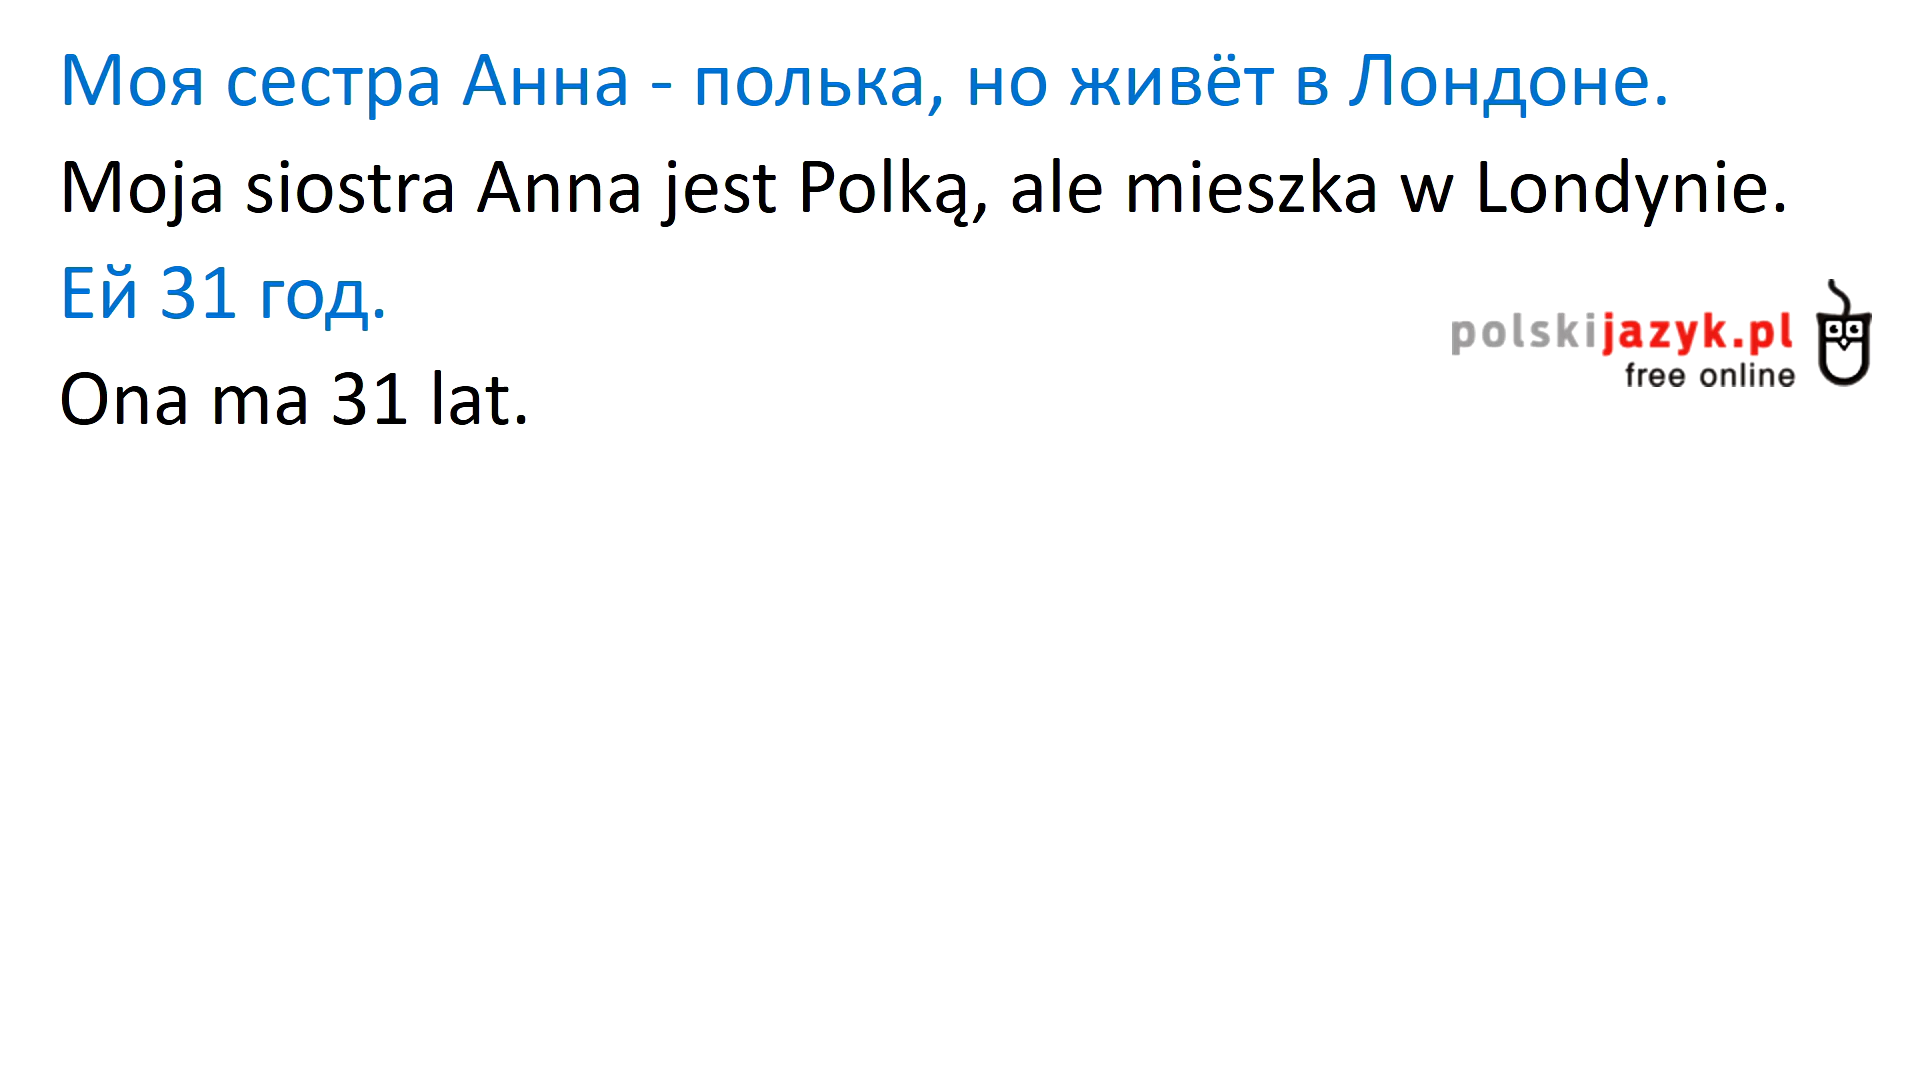 Моя сестра Анна - полька, но живёт в Лондоне.
Moja siostra Anna jest Polką, ale mieszka w Londynie.
Ей 31 год.
polskijazyk.pl
free online
Ona ma 31 lat.